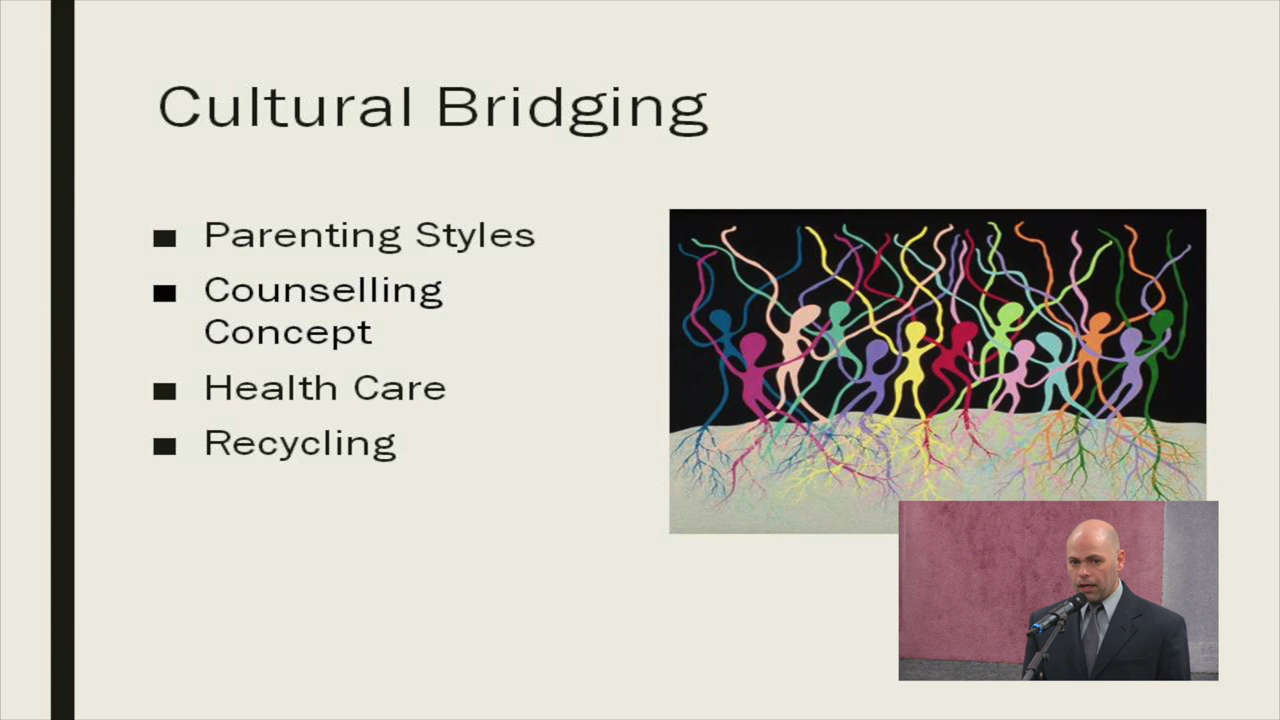 Cultural Bridging
Parenting Styles
Counselling
Concept
Health Care
Recycling